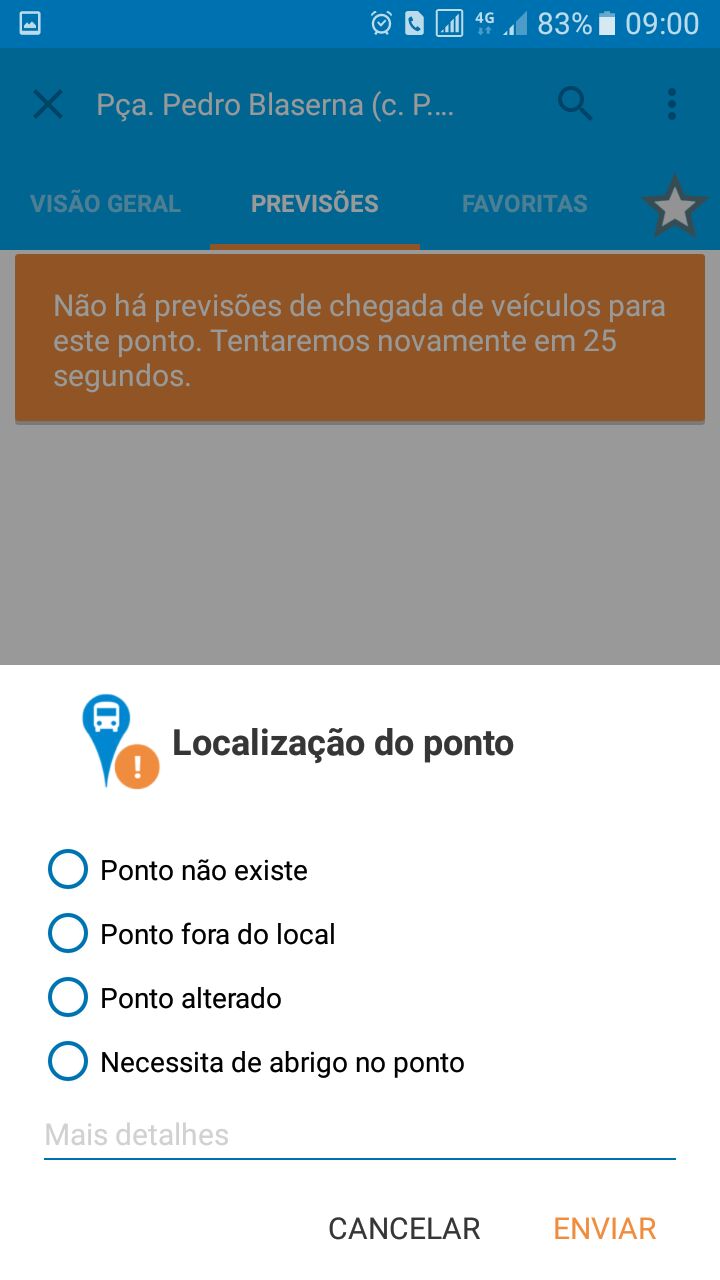 4G 83% 09:00
Pça. Pedro Blaserna (c. P....
VISÃO GERAL PREVISÕES FAVORITAS
Não há previsões de chegada de veículos para
este ponto. Tentaremos novamente em 25
segundos.
! Localização do ponto
Ponto não existe
Ponto fora do local
Ponto alterado
Necessita de abrigo no ponto
Mais detalhes
CANCELAR ENVIAR